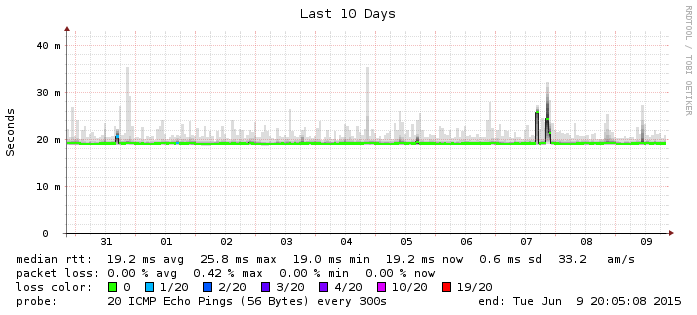 Last 10 Days
RRDTOOL / TOBI OETIKER
Seconds
40 m
30 m
20 m
10 m
0
31 01 02 03 04 05 06 07 08 09
median rtt: 19.2 ms avg 25.8 ms max 19.0 ms min 19.2 ms now 0.6 ms sd 33.2 am/s
packet loss: 0.00 % avg 0.42 % max 0.00 % min 0.00 % now
loss color: 0 1/20 2/20 3/20 4/20 10/20 19/20
probe: 20 ICMP Echo Pings (56 Bytes) every 300s end: Tue Jun 9 20:05:08 2015